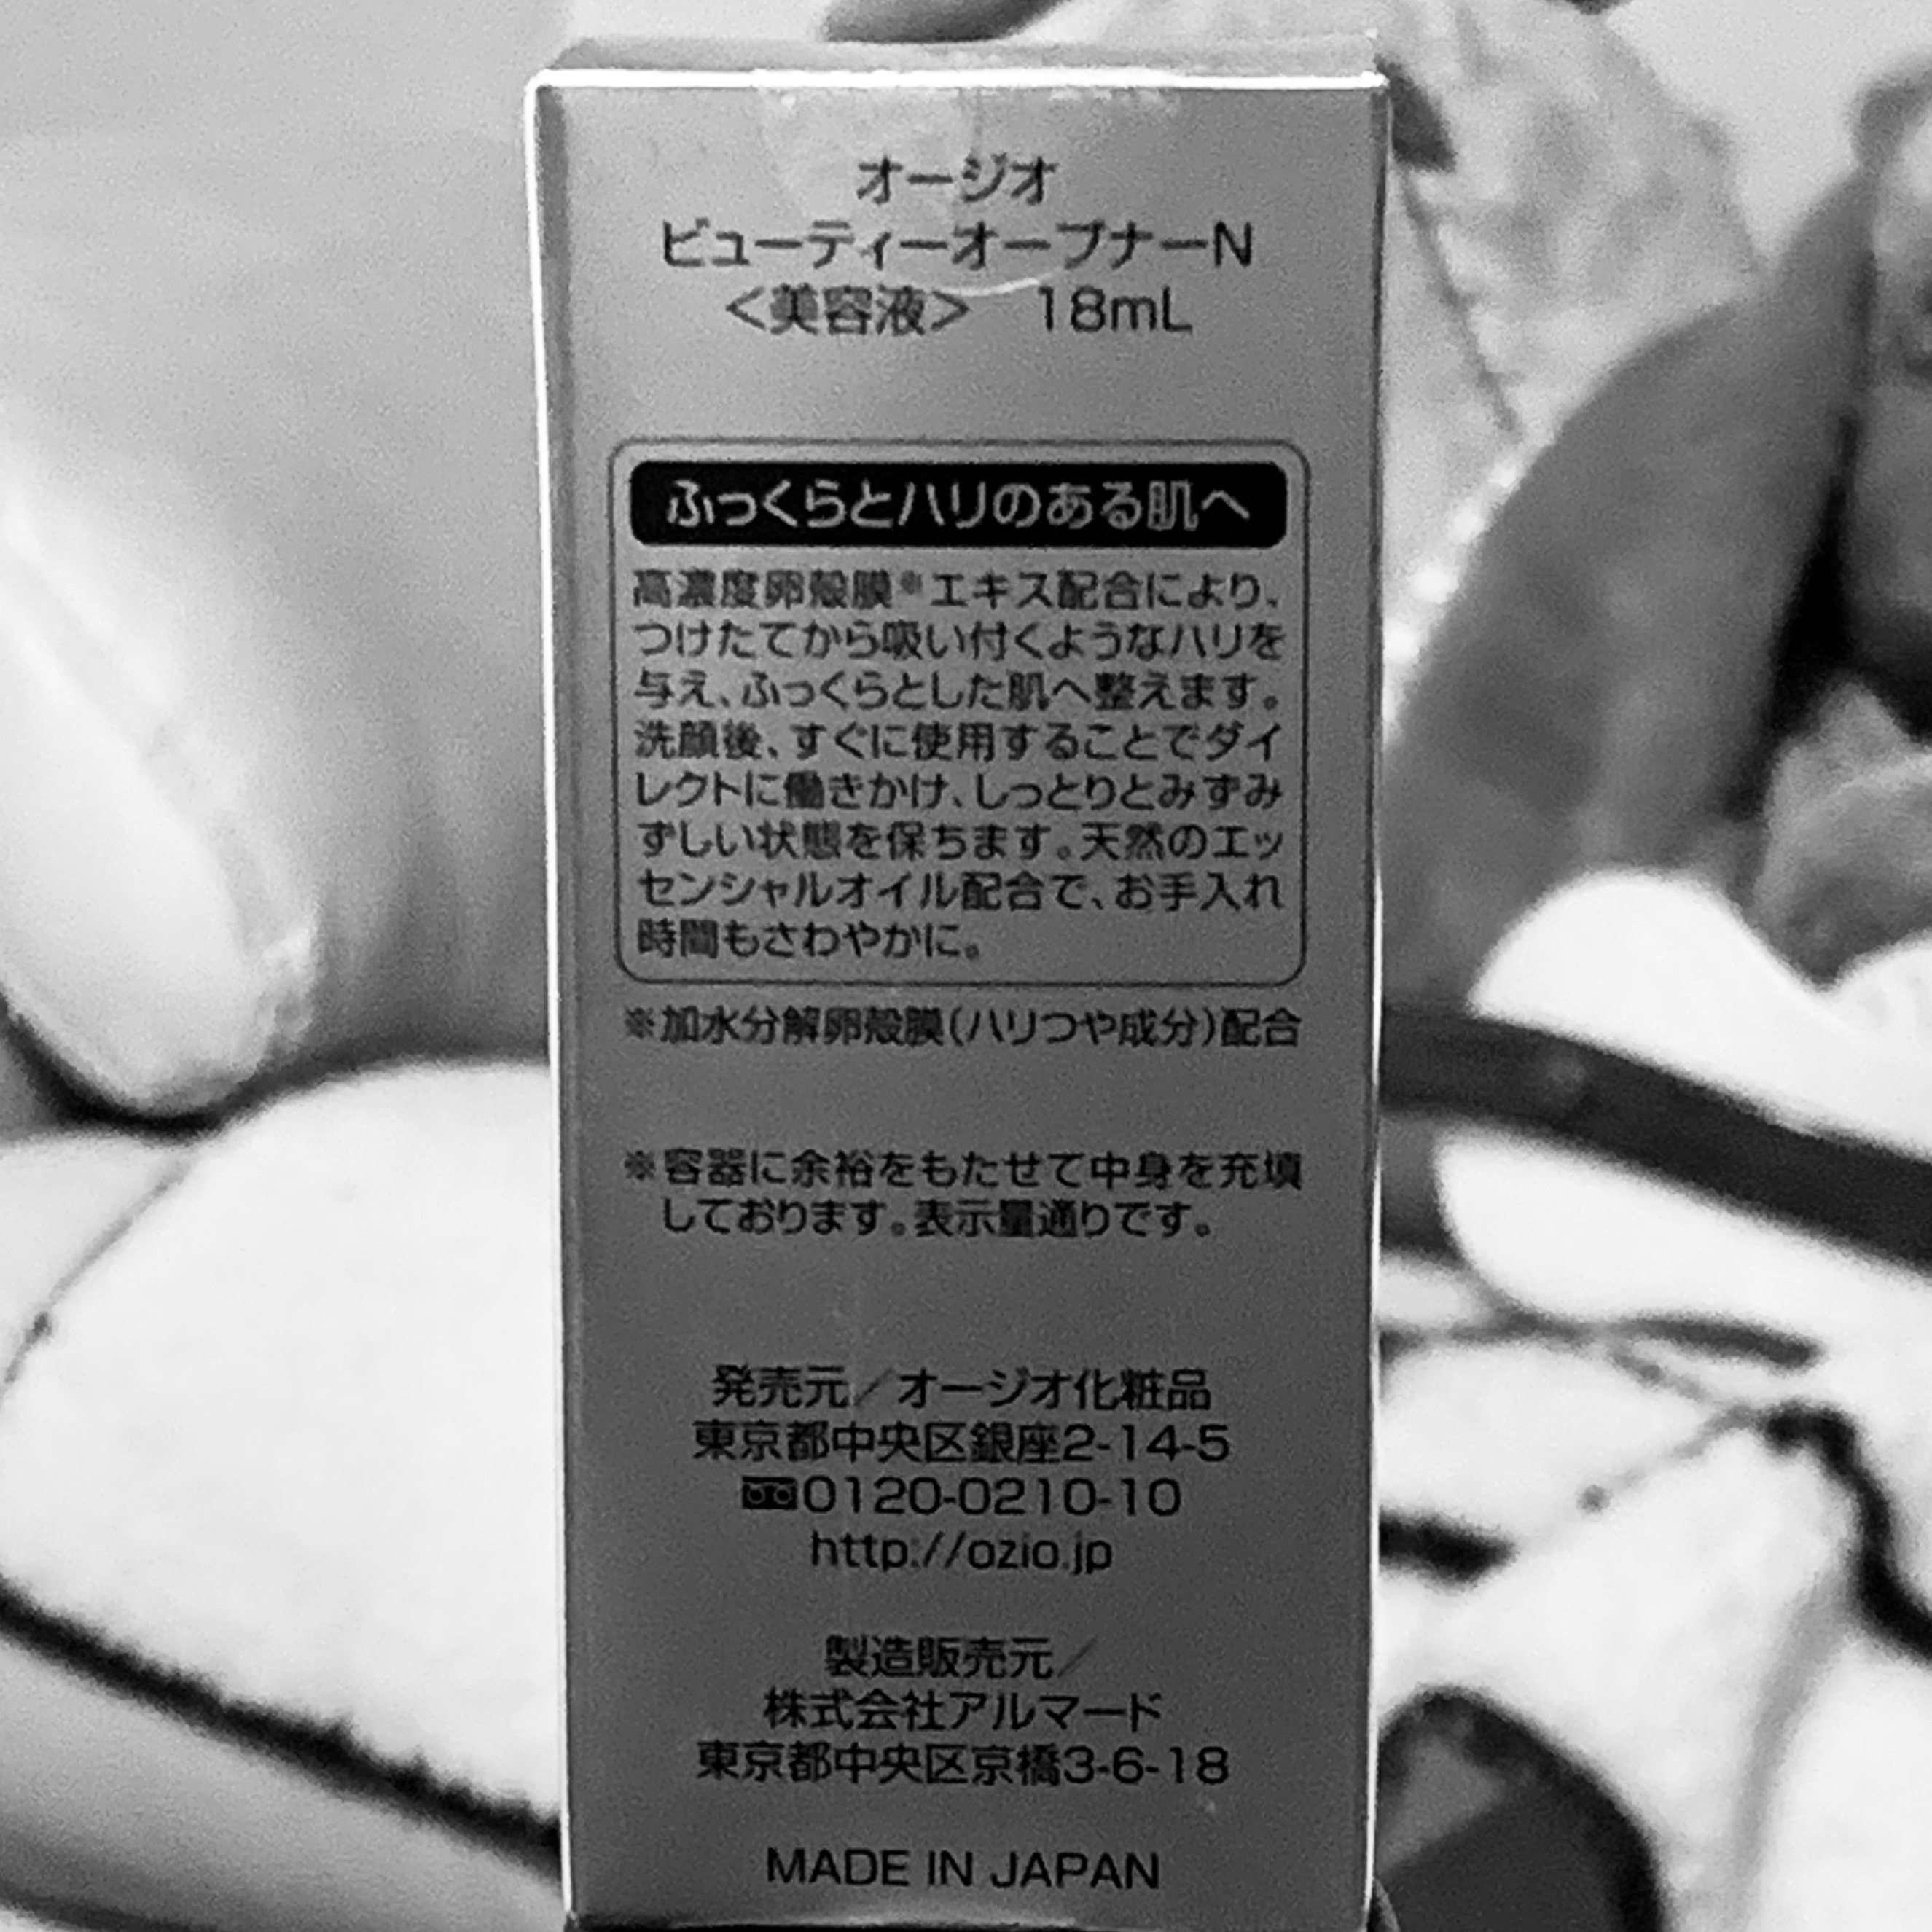 オージオ
ビューティーオープナーN
＜美容液＞　18mL
ふっくらとハリのある肌へ
高濃度卵殻膜※エキス配合により、
つけたてから吸い付くようなハリを
与え、ふっくらとした肌へ整えます。
洗顔後、すぐに使用することでダイ
レクトに働きかけ、しっとりとみずみ
ずしい状態を保ちます。天然のエッ
センシャルオイル配合で、お手入れ
時間もさわやかに。
※加水分解卵殻膜(ハリつや成分)配合
※容器に余裕をもたせて中身を充填
しております。表示量通りです。
発売元／オージオ化粧品
東京都中央区銀座2-14-5
0120-0210-10
http://ozio.jp
製造販売元／
株式会社アルマード
東京都中央区京橋3-6-18
MADE IN JAPAN